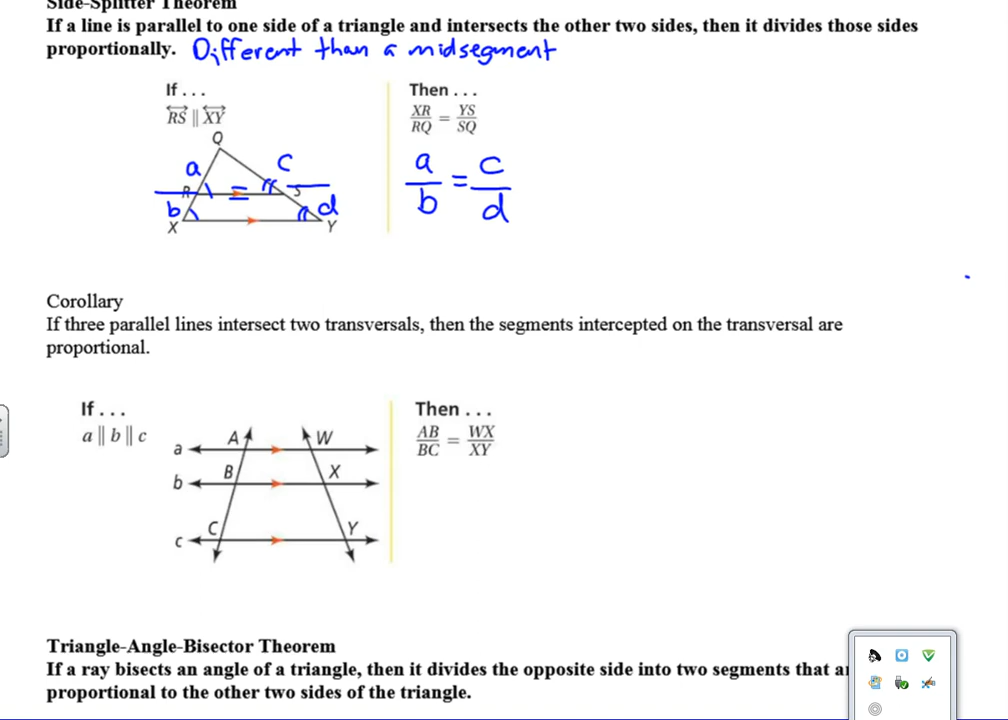 Side-Splitter Theorem
If a line is parallel to one side of a triangle and intersects the other two sides, then it divides those sides
proportionally. Different than a midsegment
If . . .
RS || XY
Then . . .
XR/RQ = YS/SQ
Q
a
c
R
=
S
b
d
X
Y
a/b = c/d
Corollary
If three parallel lines intersect two transversals, then the segments intercepted on the transversal are
proportional.
If . . .
a || b || c
Then . . .
AB/BC = WX/XY
a
A
W
b
B
X
c
C
Y
Triangle-Angle-Bisector Theorem
If a ray bisects an angle of a triangle, then it divides the opposite side into two segments that
proportional to the other two sides of the triangle.